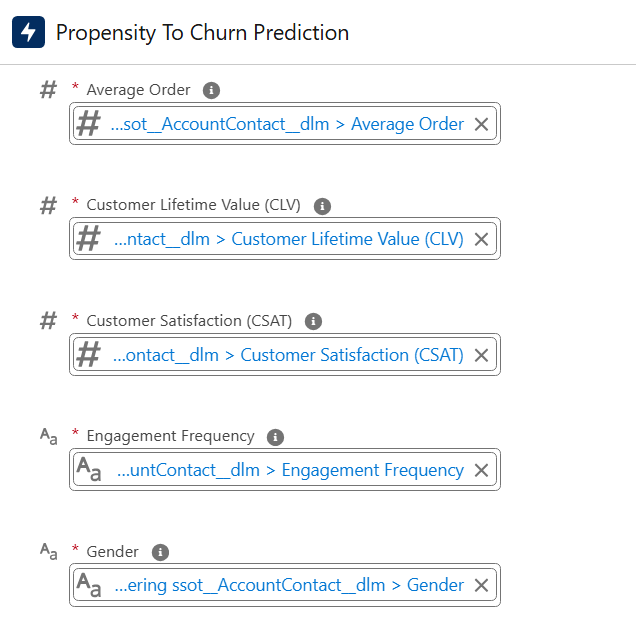 Propensity To Churn Prediction
# * Average Order
# ...sot__AccountContact__dlm > Average Order
# * Customer Lifetime Value (CLV)
# ...ntact__dlm > Customer Lifetime Value (CLV)
# * Customer Satisfaction (CSAT)
# ...ontact__dlm > Customer Satisfaction (CSAT)
Aa * Engagement Frequency
Aa ...untContact__dlm > Engagement Frequency
Aa * Gender
Aa ...ering ssot__AccountContact__dlm > Gender